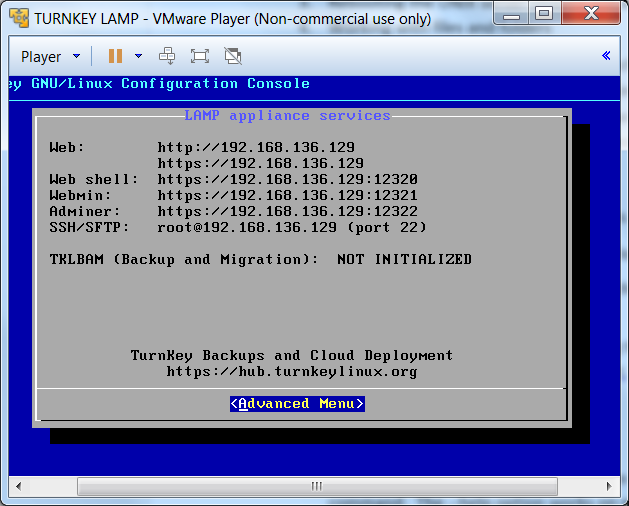 TURNKEY LAMP - VMware Player (Non-commercial use only)
Player
ey GNU/Linux Configuration Console
LAMP appliance services
Web: http://192.168.136.129
https://192.168.136.129
Web shell: https://192.168.136.129:12320
Webmin: https://192.168.136.129:12321
Adminer: https://192.168.136.129:12322
SSH/SFTP: root@192.168.136.129 (port 22)
TKLBAM (Backup and Migration): NOT INITIALIZED
TurnKey Backups and Cloud Deployment
https://hub.turnkeylinux.org
<Advanced Menu>